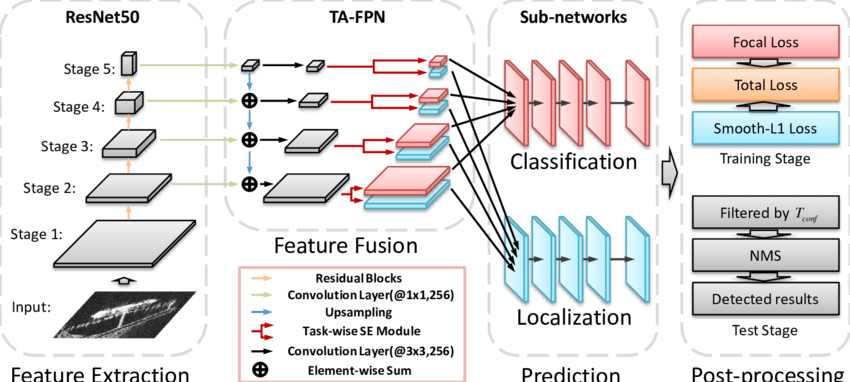 ResNet50
TA-FPN
Sub-networks
Stage 5:
Stage 4:
Stage 3:
Stage 2:
Stage 1:
Input:
Feature Extraction
Feature Fusion
Residual Blocks
Convolution Layer(@1x1,256)
Upsampling
Task-wise SE Module
Convolution Layer(@3x3,256)
Element-wise Sum
Classification
Localization
Prediction
Focal Loss
Total Loss
Smooth-L1 Loss
Training Stage
Filtered by T_conf
NMS
Detected results
Test Stage
Post-processing